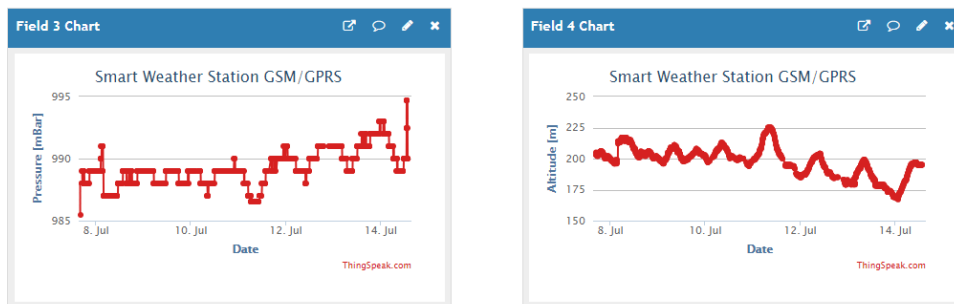 Field 3 Chart
Smart Weather Station GSM/GPRS
Pressure [mBar]
995
990
985
8. Jul
10. Jul
12. Jul
14. Jul
Date
ThingSpeak.com
Field 4 Chart
Smart Weather Station GSM/GPRS
Altitude [m]
250
225
200
175
150
8. Jul
10. Jul
12. Jul
14. Jul
Date
ThingSpeak.com